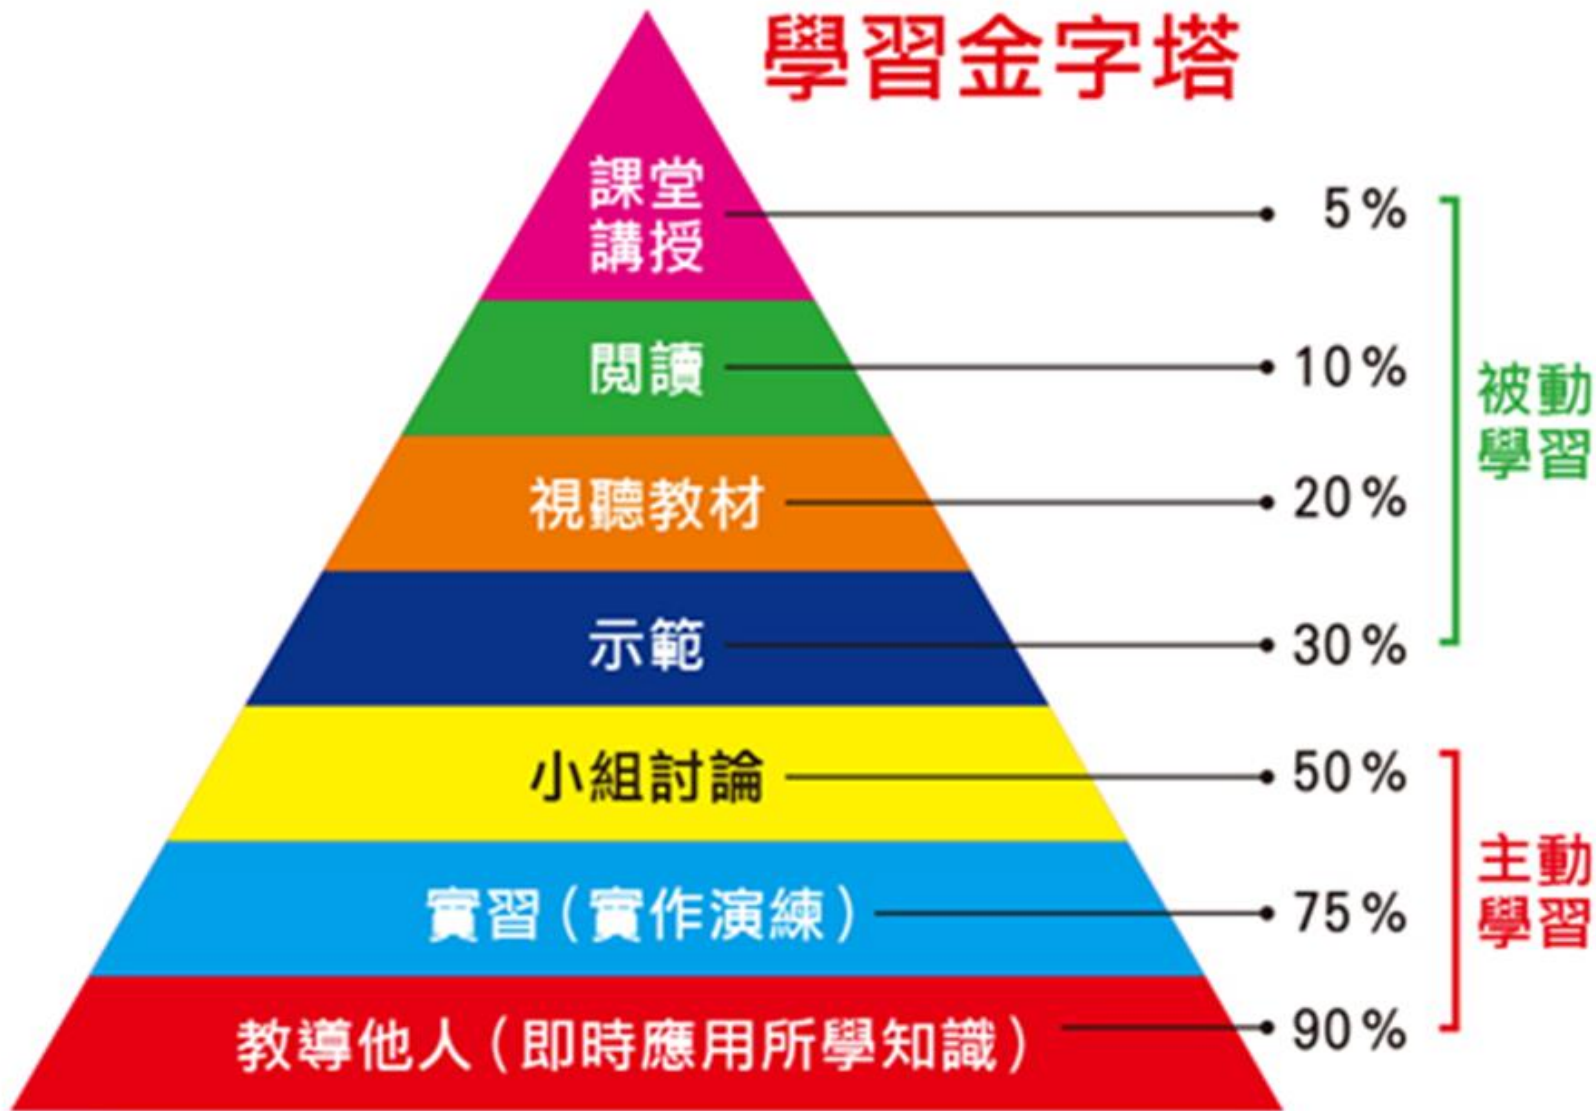 學習金字塔
課堂
講授
5%
閱讀
10%
視聽教材
20%
示範
30%
被動
學習
小組討論
50%
實習(實作演練)
75%
教導他人(即時應用所學知識)
90%
主動
學習